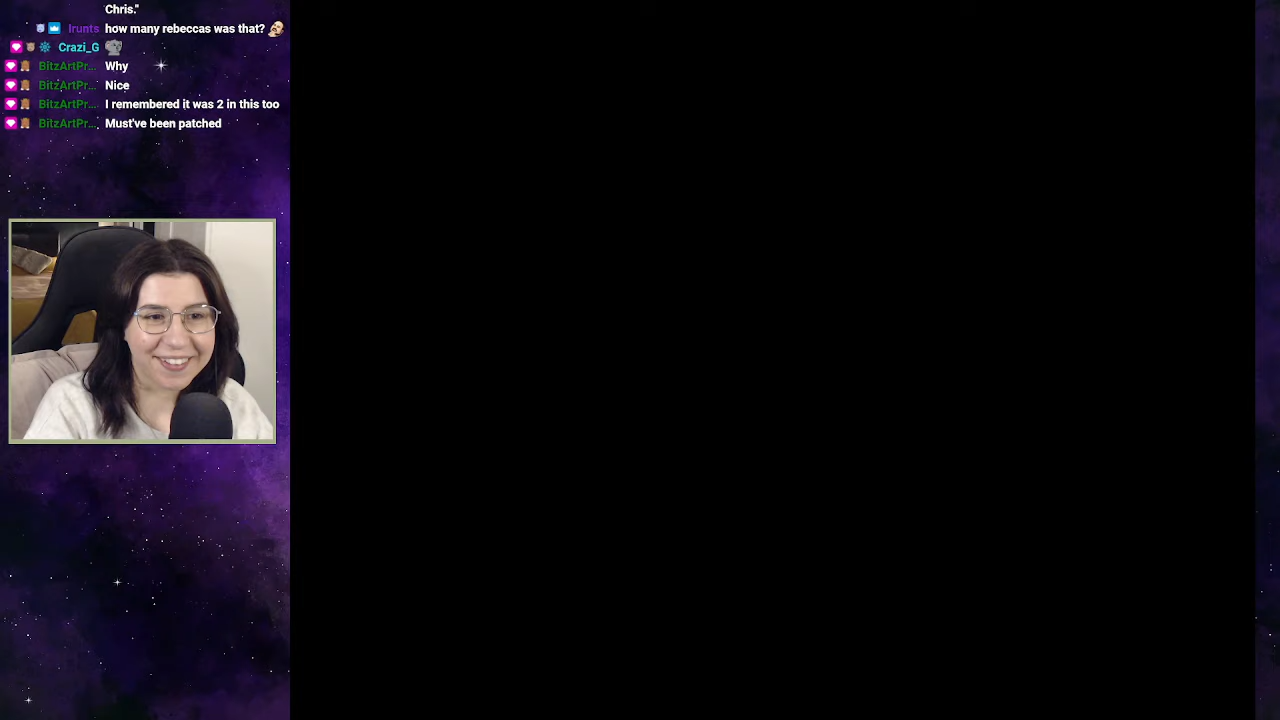 Chris."
lrunts how many rebeccas was that?
Crazi_G
BitzArtPr... Why
BitzArtPr... Nice
BitzArtPr... I remembered it was 2 in this too
BitzArtPr... Must've been patched